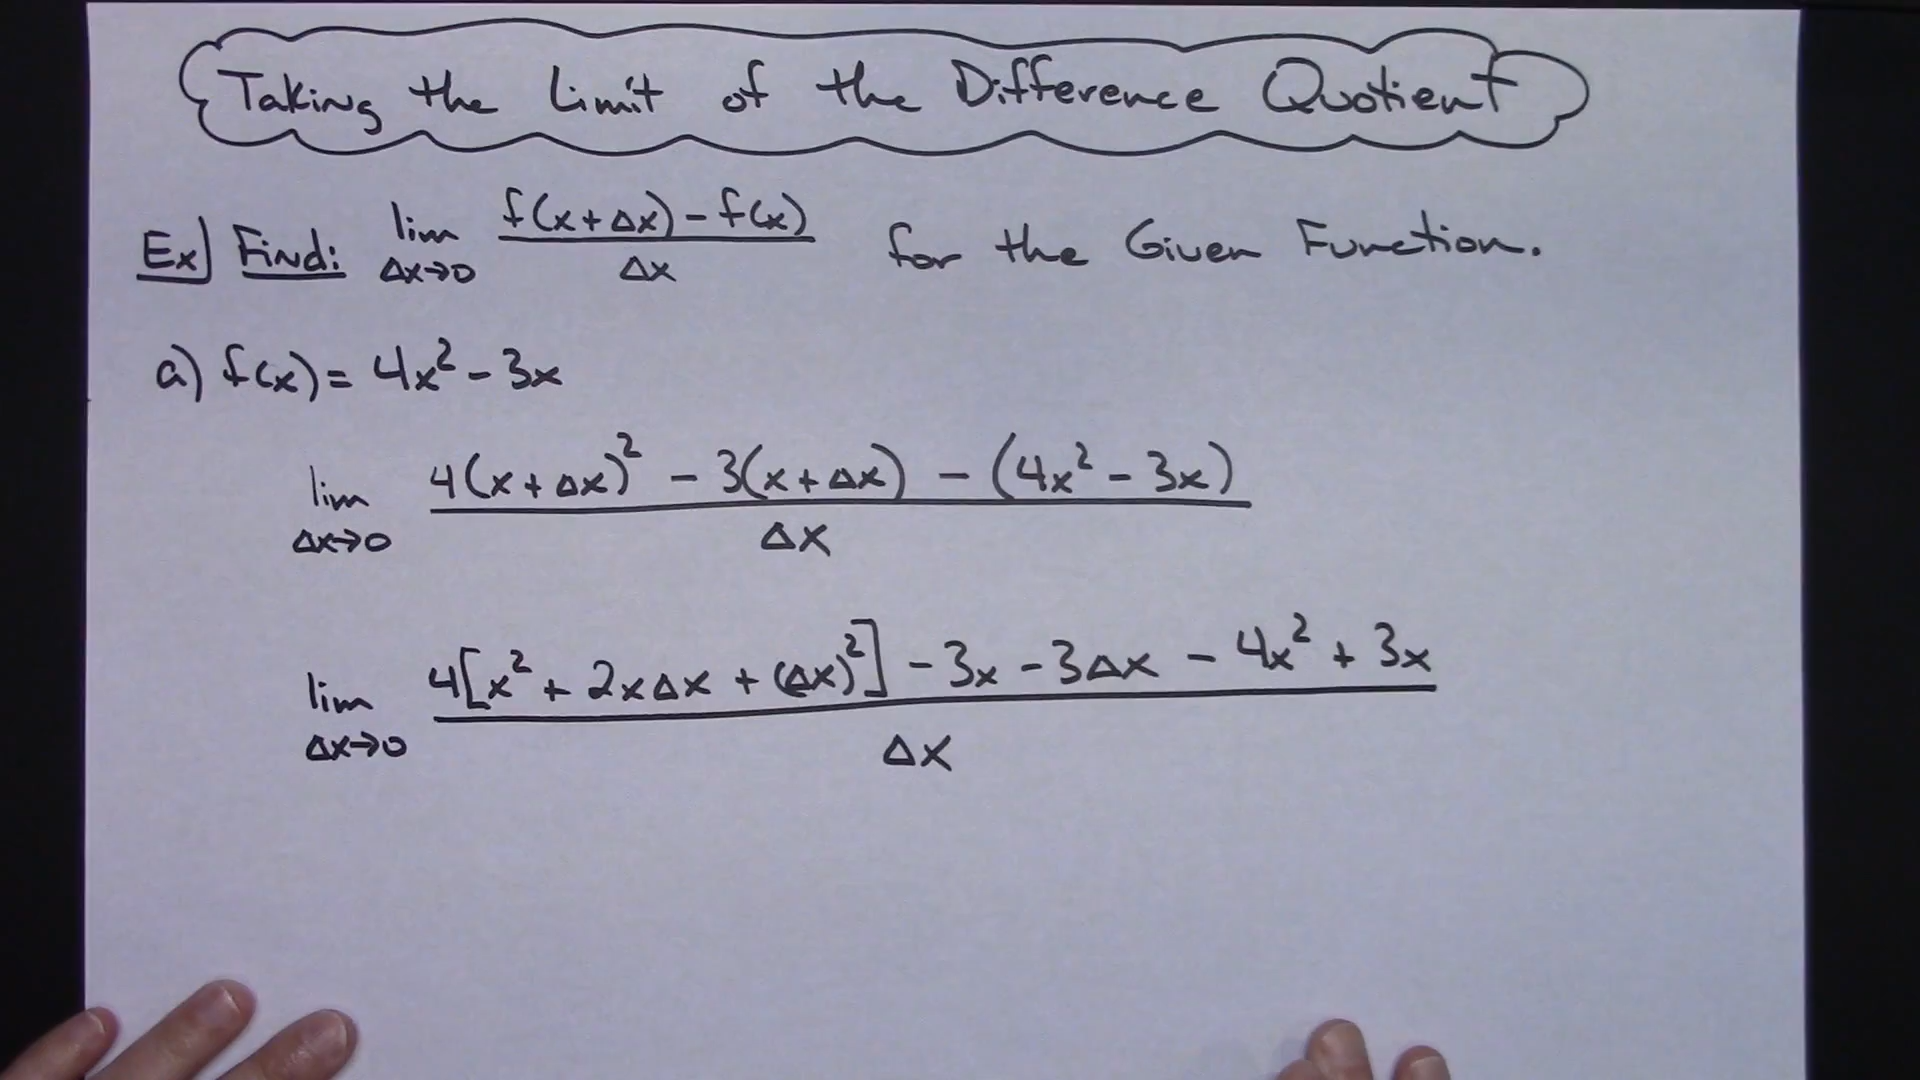 Taking the Limit of the Difference Quotient
Ex) Find: lim Δx→0 f(x+Δx)-f(x) / Δx for the Given Function.
a) f(x) = 4x² - 3x
lim Δx→0 4(x+Δx)² - 3(x+Δx) - (4x² - 3x) / Δx
lim Δx→0 4[x² + 2xΔx + (Δx)²] - 3x - 3Δx - 4x² + 3x / Δx